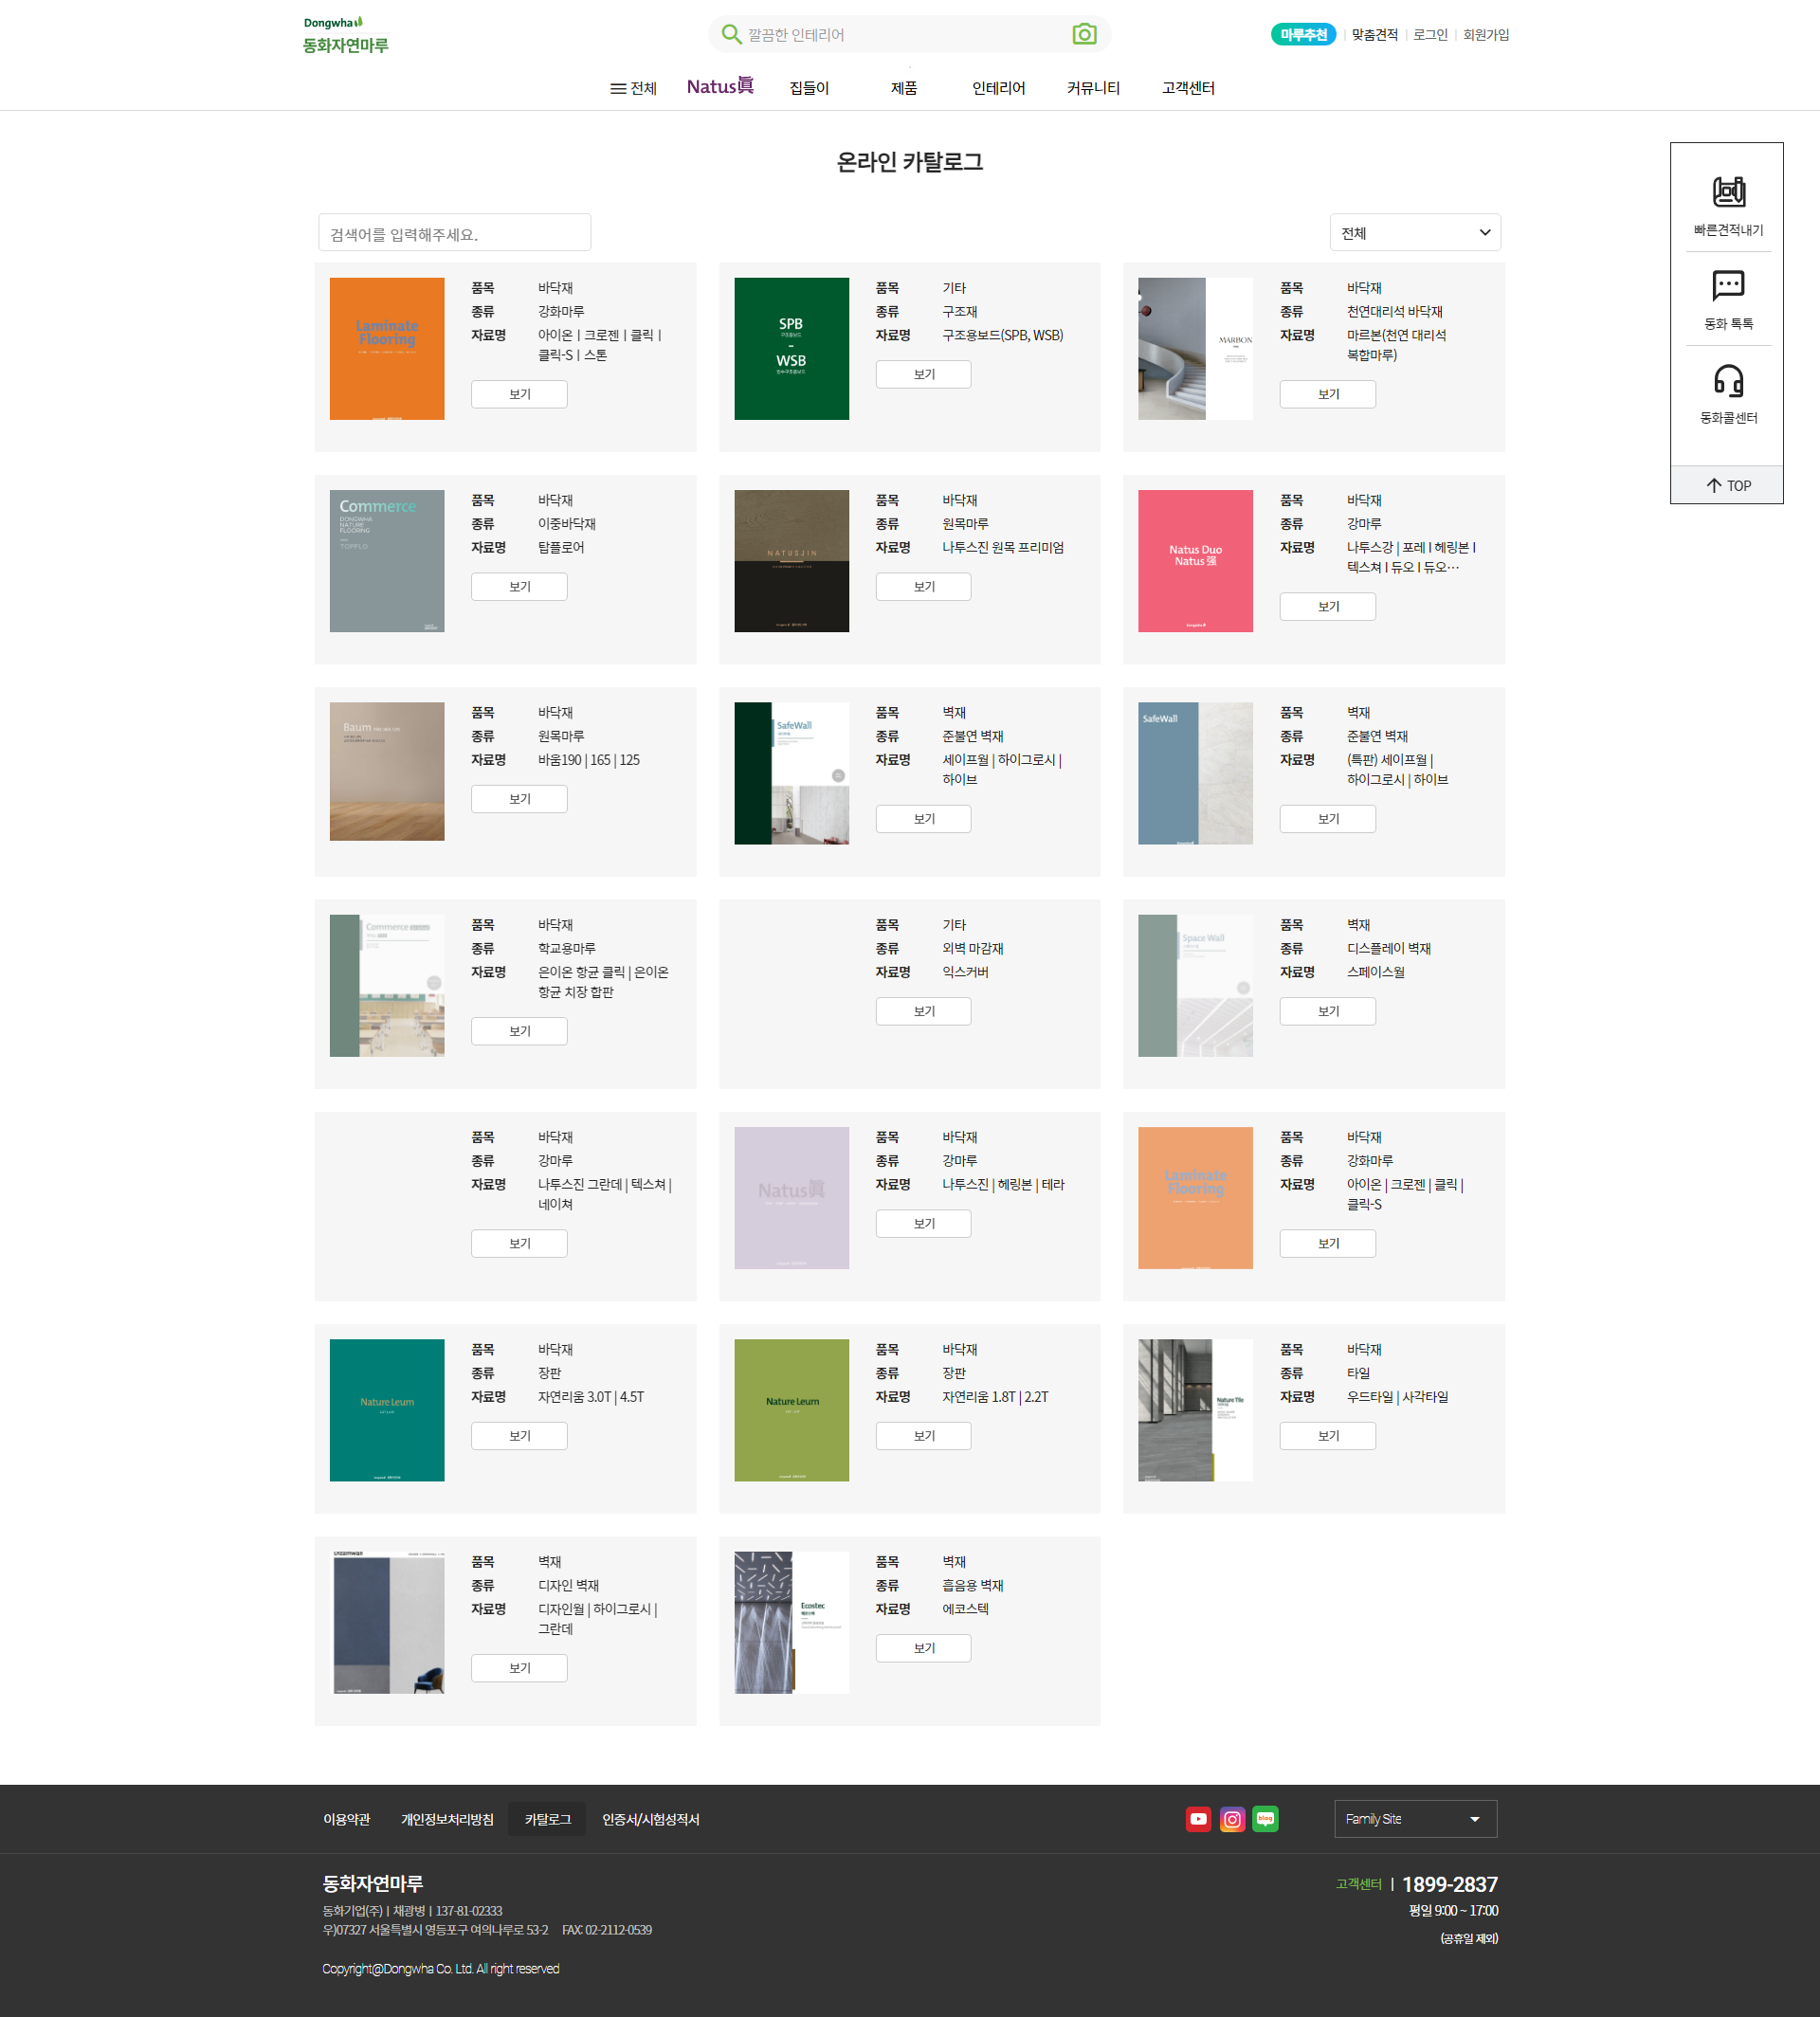 Dongwha
동화자연마루
깔끔한 인테리어
마루추천
맞춤견적
로그인
회원가입
전체
Natus眞
집들이
제품
인테리어
커뮤니티
고객센터
온라인 카탈로그
검색어를 입력해주세요.
전체
빠른견적내기
동화 톡톡
동화콜센터
TOP
Laminate
Flooring
품목 바닥재
종류 강화마루
자료명 아이온 | 크로젠 | 클릭 |
클릭-S | 스톤
보기
SPB
구조용보드
WSB
품목 기타
종류 구조재
자료명 구조용보드(SPB, WSB)
보기
MARBON
품목 바닥재
종류 천연대리석 바닥재
자료명 마르본(천연 대리석
복합마루)
보기
Commerce
DONGWHA
NATURE
FLOORING
TOPFLO
품목 바닥재
종류 이중바닥재
자료명 탑플로어
보기
NATUSJIN
품목 바닥재
종류 원목마루
자료명 나투스진 원목 프리미엄
보기
Natus Duo
Natus 强
Dongwha
품목 바닥재
종류 강마루
자료명 나투스강 | 포레 I 헤링본 I
텍스쳐 I 듀오 I 듀오…
보기
Baum
품목 바닥재
종류 원목마루
자료명 바움190 | 165 | 125
보기
SafeWall
품목 벽재
종류 준불연 벽재
자료명 세이프월 | 하이그로시 |
하이브
보기
SafeWall
품목 벽재
종류 준불연 벽재
자료명 (특판) 세이프월 |
하이그로시 | 하이브
보기
Commerce
품목 바닥재
종류 학교용마루
자료명 은이온 항균 클릭 | 은이온
항균 치장 합판
보기
품목 기타
종류 외벽 마감재
자료명 익스커버
보기
Space Wall
품목 벽재
종류 디스플레이 벽재
자료명 스페이스월
보기
품목 바닥재
종류 강마루
자료명 나투스진 그란데 | 텍스쳐 |
네이쳐
보기
Natus眞
품목 바닥재
종류 강마루
자료명 나투스진 | 헤링본 | 테라
보기
Laminate
Flooring
품목 바닥재
종류 강화마루
자료명 아이온 | 크로젠 | 클릭 |
클릭-S
보기
Nature Leum
품목 바닥재
종류 장판
자료명 자연리움 3.0T | 4.5T
보기
Nature Leum
품목 바닥재
종류 장판
자료명 자연리움 1.8T | 2.2T
보기
Nature Tile
품목 바닥재
종류 타일
자료명 우드타일 | 사각타일
보기
품목 벽재
종류 디자인 벽재
자료명 디자인월 | 하이그로시 |
그란데
보기
Ecostec
품목 벽재
종류 흡음용 벽재
자료명 에코스텍
보기
이용약관
개인정보처리방침
카탈로그
인증서/시험성적서
blog
Family Site
동화자연마루
동화기업(주) | 채광병 | 137-81-02333
우)07327 서울특별시 영등포구 여의나루로 53-2 FAX: 02-2112-0539
Copyright@Dongwha Co. Ltd. All right reserved
고객센터 | 1899-2837
평일 9:00 ~ 17:00
(공휴일 제외)